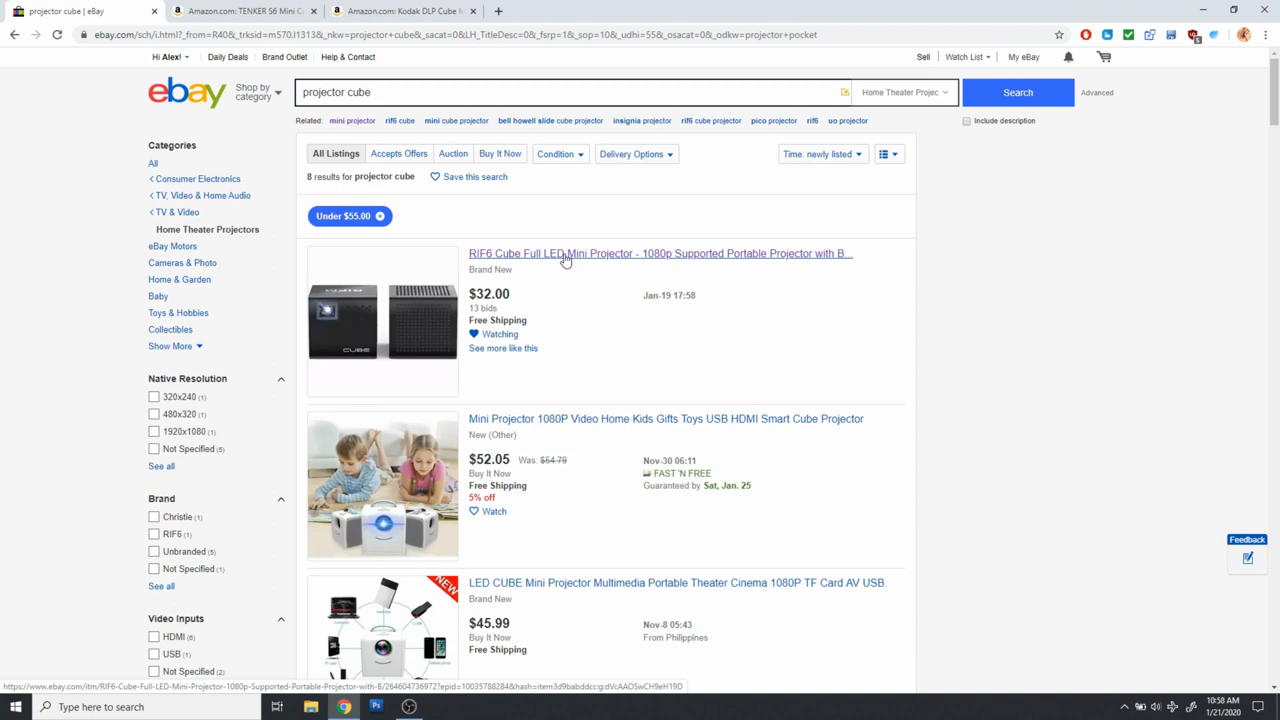 projector cube | eBay
Amazon.com: TENKER S6 Mini C
Amazon.com: Kodak DLP Cube M
ebay.com/sch/i.html?_from=R40&_trksid=m570.l1313&_nkw=projector+cube&_sacat=0&LH_TitleDesc=0&_fsrp=1&_sop=10&_udhi=55&_osacat=0&_odkw=projector+pocket
Hi Alex!
Daily Deals
Brand Outlet
Help & Contact
Sell
Watch List
My eBay
ebay
Shop by category
projector cube
Home Theater Projec
Search
Advanced
Related:
mini projector
rif6 cube
mini cube projector
bell howell slide cube projector
insignia projector
rif6 cube projector
pico projector
rif6
uo projector
Include description
Categories
All
Consumer Electronics
TV, Video & Home Audio
TV & Video
Home Theater Projectors
eBay Motors
Cameras & Photo
Home & Garden
Baby
Toys & Hobbies
Collectibles
Show More
Native Resolution
320x240 (1)
480x320 (1)
1920x1080 (1)
Not Specified (5)
See all
Brand
Christie (1)
RIF6 (1)
Unbranded (5)
Not Specified (1)
See all
Video Inputs
HDMI (6)
USB (1)
Not Specified (2)
All Listings
Accepts Offers
Auction
Buy It Now
Condition
Delivery Options
Time: newly listed
8 results for projector cube
Save this search
Under $55.00
RIF6 Cube Full LED Mini Projector - 1080p Supported Portable Projector with B...
Brand New
$32.00
Jan-19 17:58
13 bids
Free Shipping
Watching
See more like this
CUBE
Mini Projector 1080P Video Home Kids Gifts Toys USB HDMI Smart Cube Projector
New (Other)
$52.05 Was: $54.79
Nov-30 06:11
Buy It Now
FAST 'N FREE
Free Shipping
Guaranteed by Sat, Jan. 25
5% off
Watch
LED CUBE Mini Projector Multimedia Portable Theater Cinema 1080P TF Card AV USB
Brand New
$45.99
Nov-8 05:43
Buy It Now
From Philippines
Free Shipping
NEW
Feedback
https://www.ebay.com/itm/RIF6-Cube-Full-LED-Mini-Projector-1080p-Supported-Portable-Projector-with-B/264604736972?epid=10035788284&hash=item3d9babddcc:g:dVcAAOSwCH9eH19D
Type here to search
10:58 AM
1/21/2020